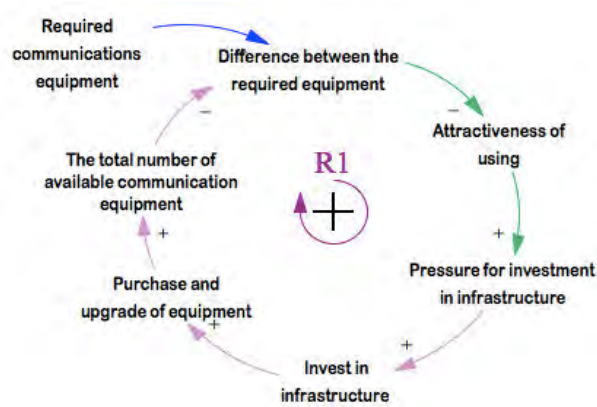 Required
communications
equipment
Difference between the
required equipment
−
−
Attractiveness of
using
The total number of
available communication
equipment
R1
+
+
+
Pressure for investment
in infrastructure
Purchase and
upgrade of equipment
+
+
Invest in
infrastructure